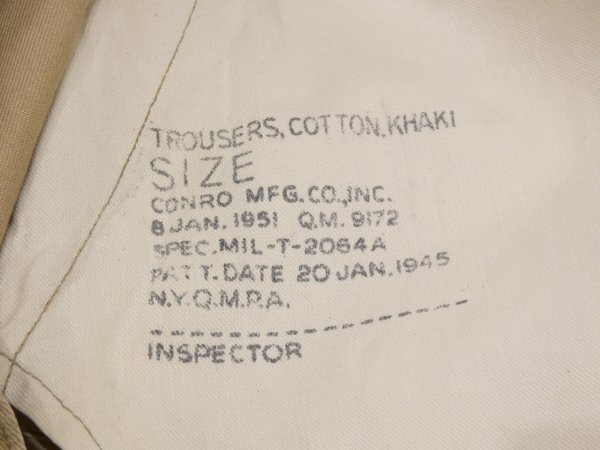 TROUSERS, COTTON, KHAKI
SIZE
CONRO MFG. CO., INC.
8 JAN. 1951 Q.M. 9172
SPEC. MIL-T-2064A
PATT. DATE 20 JAN. 1945
N.Y.Q.M.P.A.
INSPECTOR